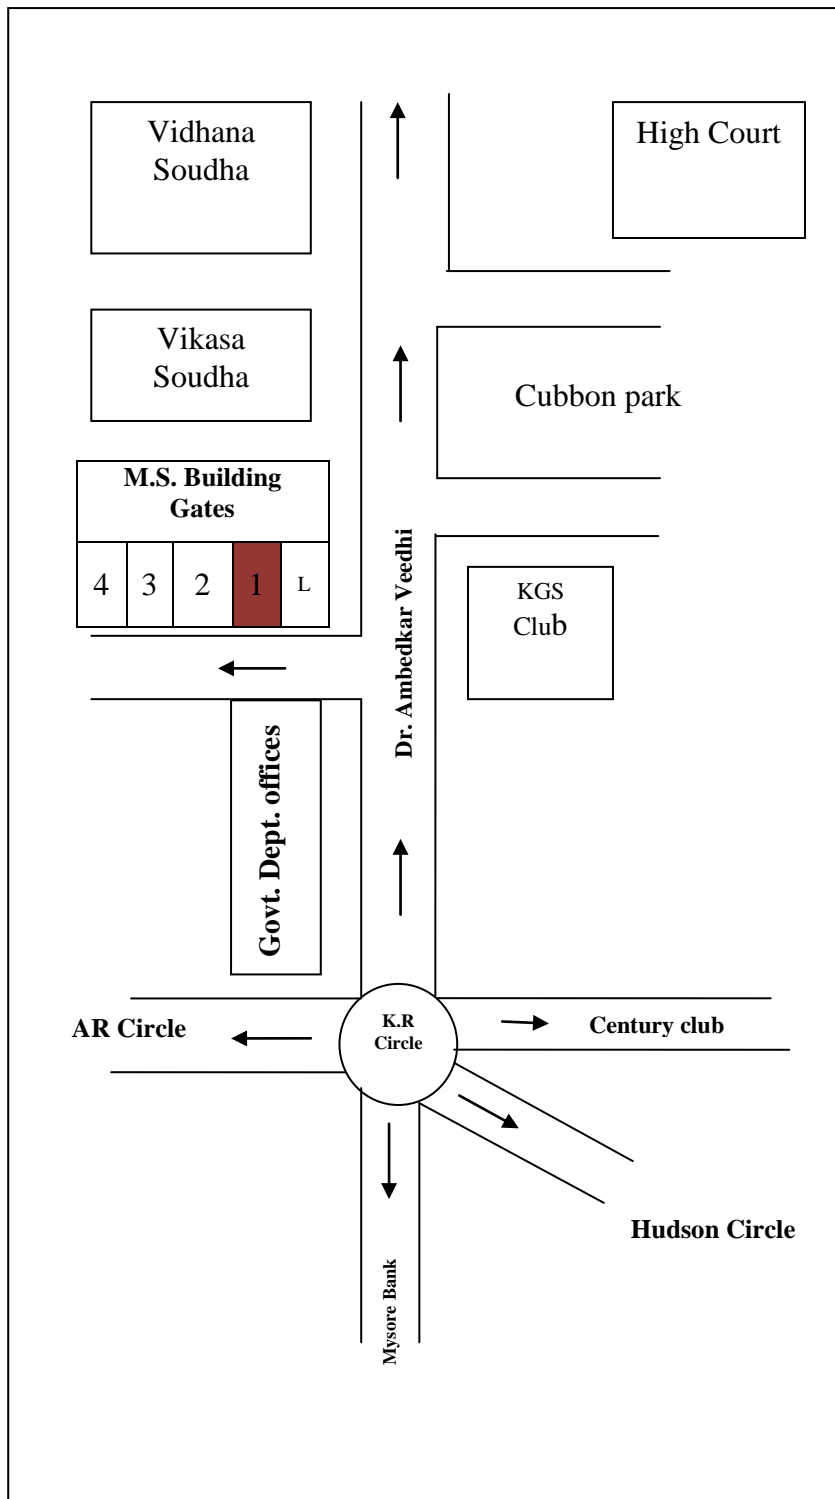 Vidhana
Soudha
High Court
Vikasa
Soudha
Cubbon park
M.S. Building
Gates
4 3 2 1 L
Dr. Ambedkar Veedhi
KGS
Club
Govt. Dept. offices
AR Circle
K.R
Circle
Century club
Hudson Circle
Mysore Bank